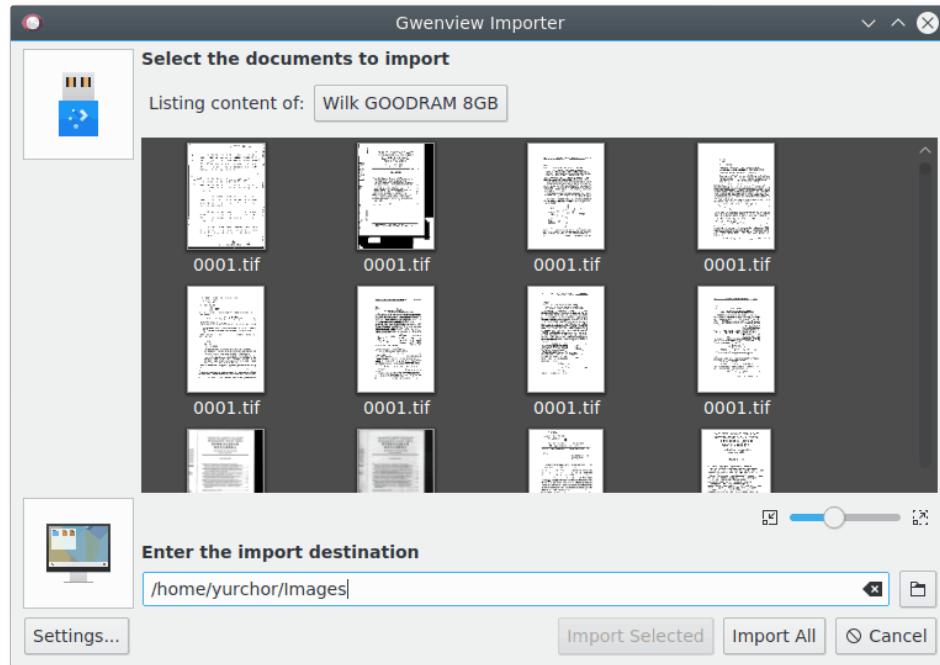 Gwenview Importer
Select the documents to import
Listing content of: Wilk GOODRAM 8GB
0001.tif 0001.tif 0001.tif 0001.tif
0001.tif 0001.tif 0001.tif 0001.tif
Enter the import destination
/home/yurchor/Images
Settings... Import Selected Import All Cancel